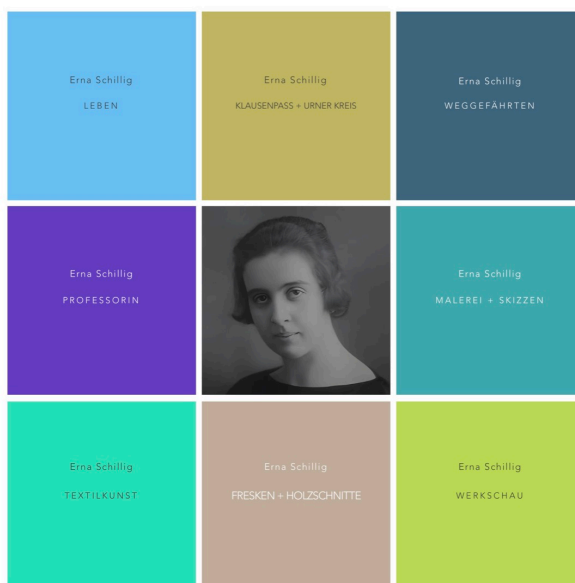 Erna Schillig
LEBEN
Erna Schillig
KLAUSENPASS + URNER KREIS
Erna Schillig
WEGGEFÄHRTEN
Erna Schillig
PROFESSORIN
Erna Schillig
MALEREI + SKIZZEN
Erna Schillig
TEXTILKUNST
Erna Schillig
FRESKEN + HOLZSCHNITTE
Erna Schillig
WERKSCHAU